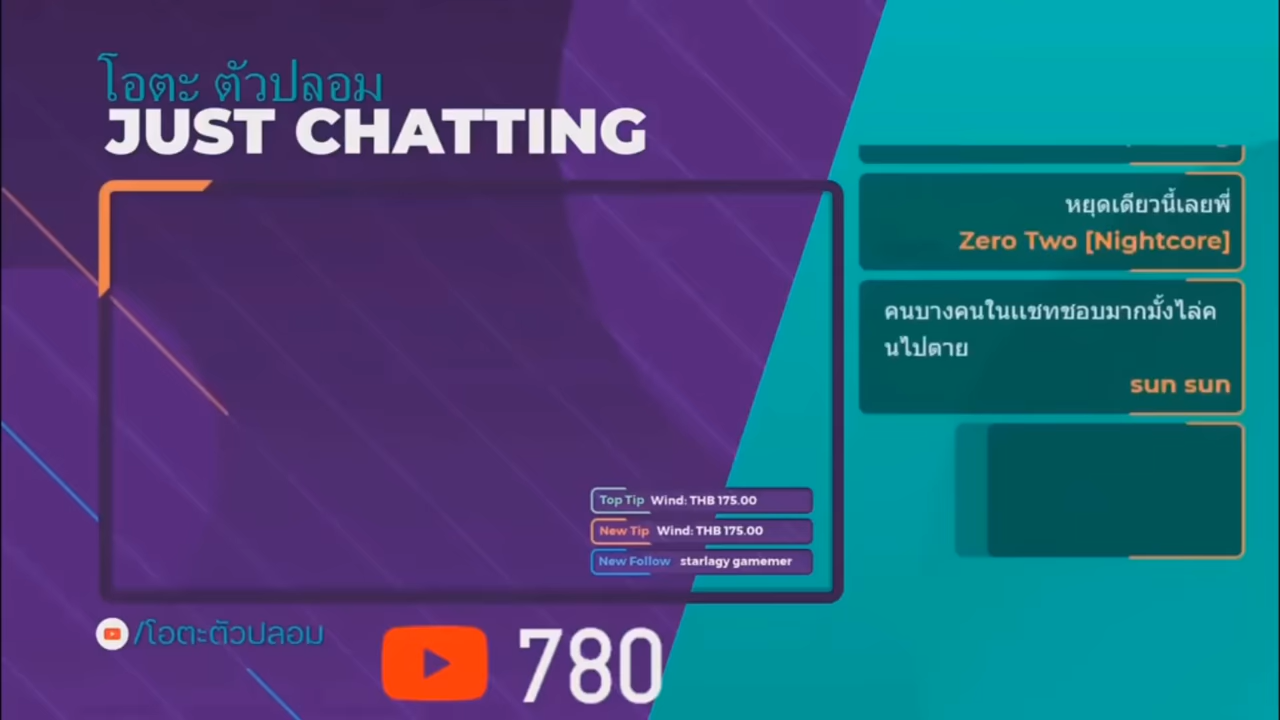 โอตะ ตัวปลอม
JUST CHATTING
หยุดเดียวนี้เลยพี่
Zero Two [Nightcore]
คนบางคนในแชทชอบมากมั้งไล่ค
นไปตาย
sun sun
Top Tip Wind: THB 175.00
New Tip Wind: THB 175.00
New Follow starlagy gamemer
/โอตะตัวปลอม
780